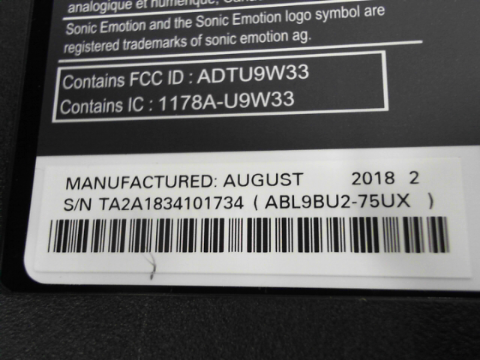 analogique et numérique,
Sonic Emotion and the Sonic Emotion logo symbol are
registered trademarks of sonic emotion ag.
Contains FCC ID : ADTU9W33
Contains IC : 1178A-U9W33
MANUFACTURED: AUGUST 2018 2
S/N TA2A1834101734 ( ABL9BU2-75UX )